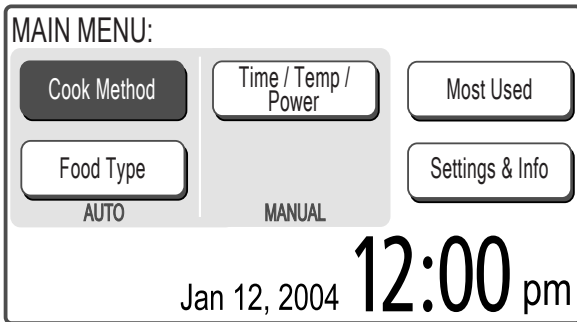 MAIN MENU:
Cook Method
Time / Temp /
Power
Most Used
Food Type
Settings & Info
AUTO
MANUAL
Jan 12, 2004 12:00 pm